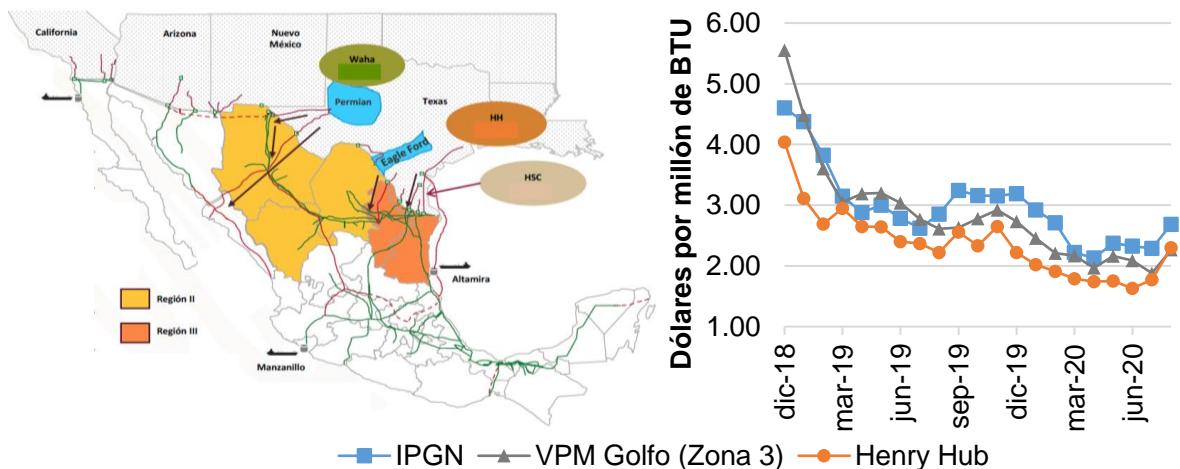 California
Arizona
Nuevo
México
Waha
Permian
Texas
HH
Eagle Ford
HSC
Altamira
Región II
Región III
Manzanillo
Dólares por millón de BTU
6.00
5.00
4.00
3.00
2.00
1.00
dic-18
mar-19
jun-19
sep-19
dic-19
mar-20
jun-20
IPGN
VPM Golfo (Zona 3)
Henry Hub